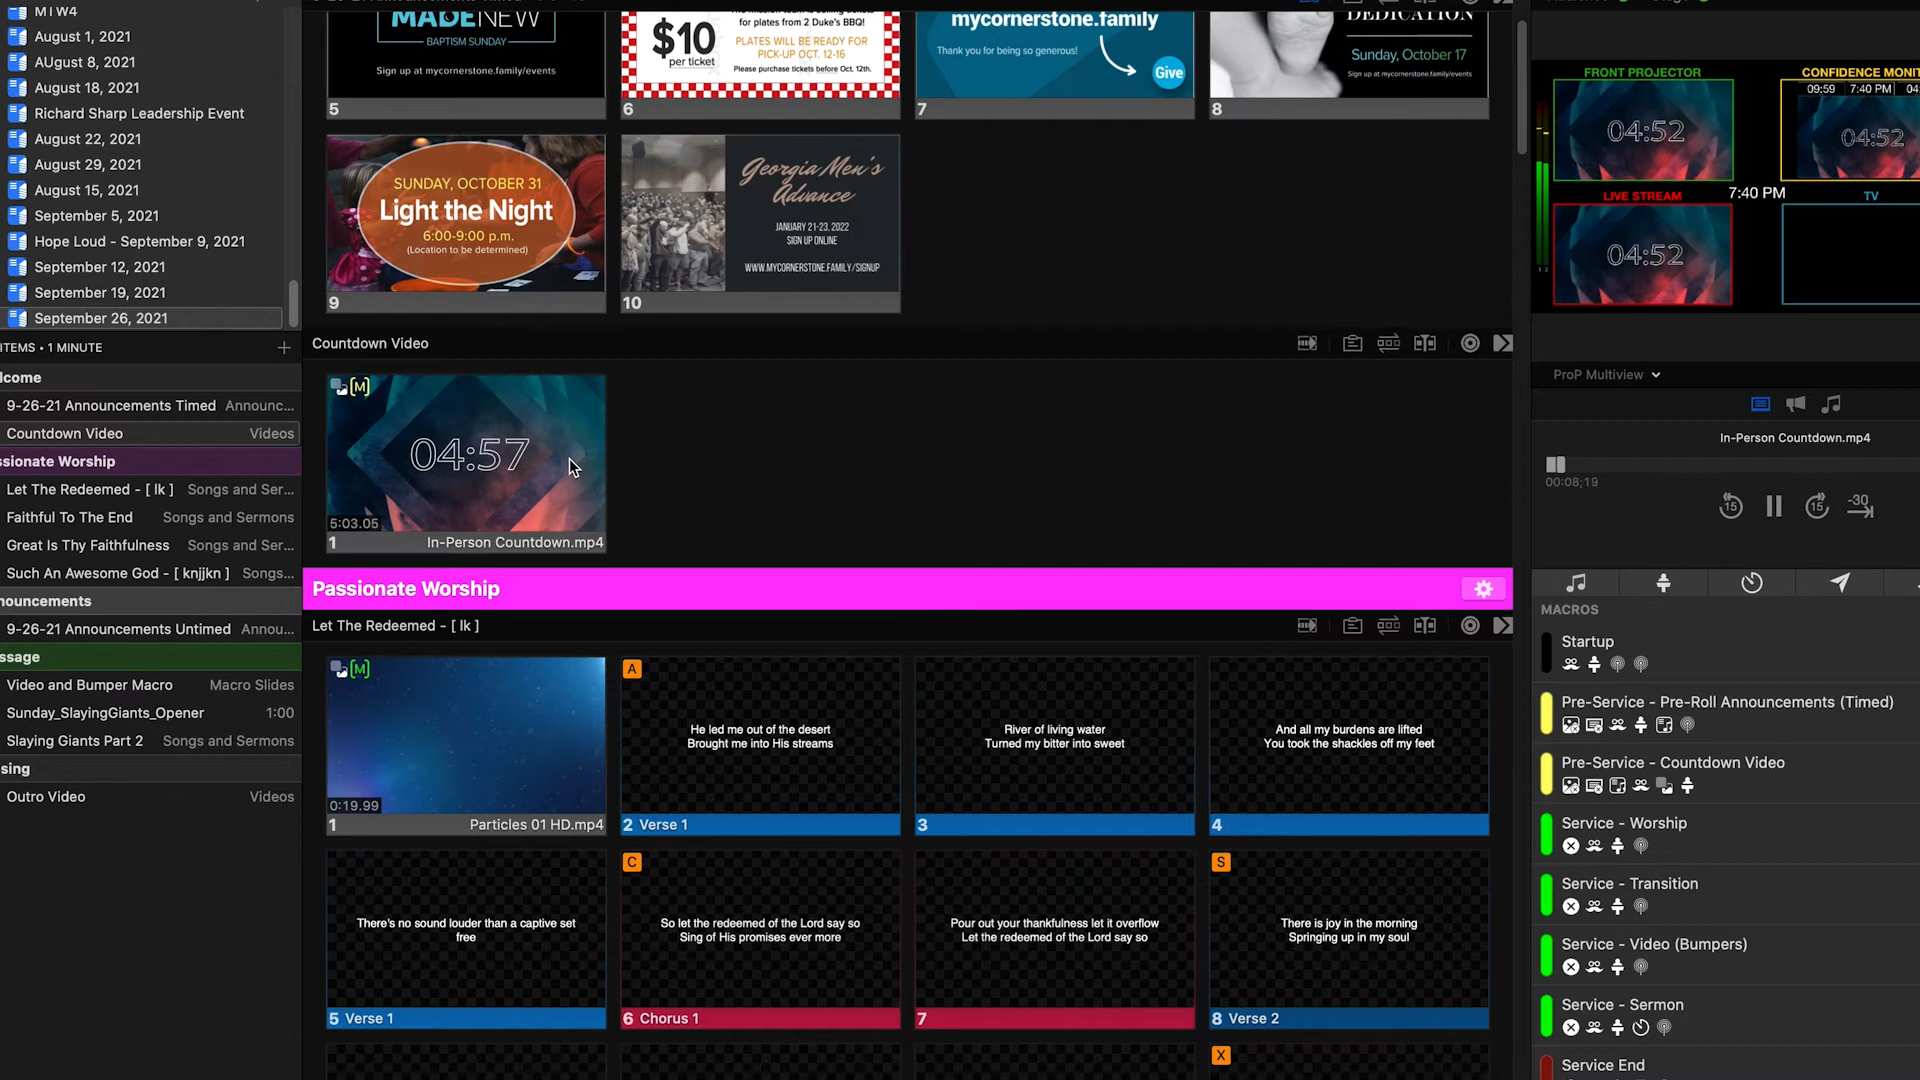 M I W4
August 1, 2021
AUgust 8, 2021
August 18, 2021
Richard Sharp Leadership Event
August 22, 2021
August 29, 2021
August 15, 2021
September 5, 2021
Hope Loud - September 9, 2021
September 12, 2021
September 19, 2021
September 26, 2021
ITEMS • 1 MINUTE
lcome
9-26-21 Announcements Timed Announc...
Countdown Video Videos
ssionate Worship
Let The Redeemed - [ lk ] Songs and Ser...
Faithful To The End Songs and Sermons
Great Is Thy Faithfulness Songs and Ser...
Such An Awesome God - [ knjjkn ] Songs...
nouncements
9-26-21 Announcements Untimed Annou...
ssage
Video and Bumper Macro Macro Slides
Sunday_SlayingGiants_Opener 1:00
Slaying Giants Part 2 Songs and Sermons
sing
Outro Video Videos
MADE NEW
BAPTISM SUNDAY
Sign up at mycornerstone.family/events
5
$10
per ticket
for plates from 2 Duke's BBQ!
PLATES WILL BE READY FOR
PICK-UP OCT. 12-16
Please purchase tickets before Oct. 12th.
6
mycornerstone.family
Thank you for being so generous!
Give
7
DEDICATION
Sunday, October 17
Sign up at mycornerstone.family/events
8
SUNDAY, OCTOBER 31
Light the Night
6:00-9:00 p.m.
(Location to be determined)
9
Georgia Men's
Advance
JANUARY 21-23, 2022
SIGN UP ONLINE
WWW.MYCORNERSTONE.FAMILY/SIGNUP
10
Countdown Video
[M]
04:57
5:03.05
1 In-Person Countdown.mp4
Passionate Worship
Let The Redeemed - [ lk ]
[M]
0:19.99
1 Particles 01 HD.mp4
A
He led me out of the desert
Brought me into His streams
2 Verse 1
River of living water
Turned my bitter into sweet
3
And all my burdens are lifted
You took the shackles off my feet
4
There's no sound louder than a captive set
free
5 Verse 1
C
So let the redeemed of the Lord say so
Sing of His promises ever more
6 Chorus 1
Pour out your thankfulness let it overflow
Let the redeemed of the Lord say so
7
S
There is joy in the morning
Springing up in my soul
8 Verse 2
X
FRONT PROJECTOR
04:52
CONFIDENCE MONIT
09:59 7:40 PM 04:
04:52
LIVE STREAM
04:52
7:40 PM
TV
1 2
ProP Multiview
In-Person Countdown.mp4
00:08;19
15
15
-30
MACROS
Startup
Pre-Service - Pre-Roll Announcements (Timed)
Pre-Service - Countdown Video
Service - Worship
Service - Transition
Service - Video (Bumpers)
Service - Sermon
Service End